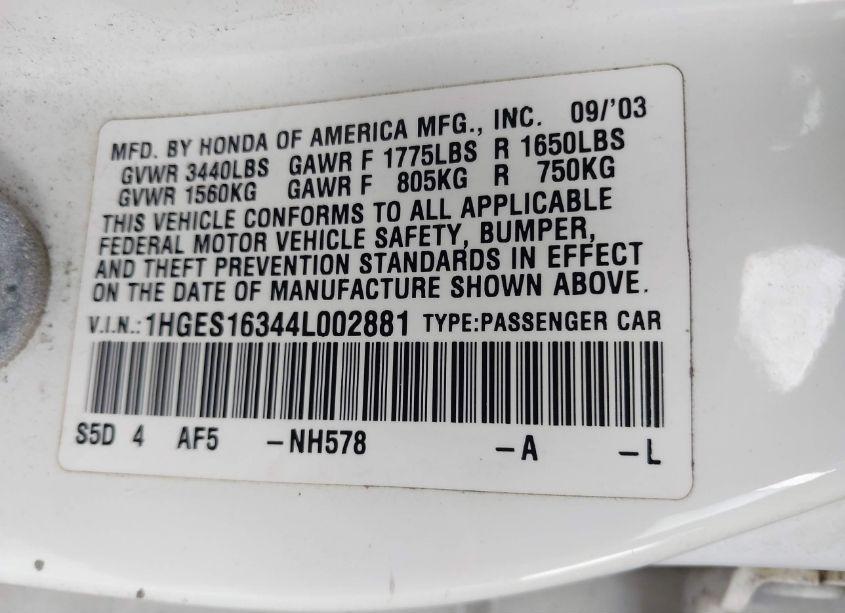 MFD. BY HONDA OF AMERICA MFG., INC. 09/'03
GVWR 3440LBS GAWR F 1775LBS R 1650LBS
GVWR 1560KG GAWR F 805KG R 750KG
THIS VEHICLE CONFORMS TO ALL APPLICABLE
FEDERAL MOTOR VEHICLE SAFETY, BUMPER,
AND THEFT PREVENTION STANDARDS IN EFFECT
ON THE DATE OF MANUFACTURE SHOWN ABOVE.
V.I.N.:1HGES16344L002881 TYPE:PASSENGER CAR
S5D 4 AF5 -NH578 -A -L